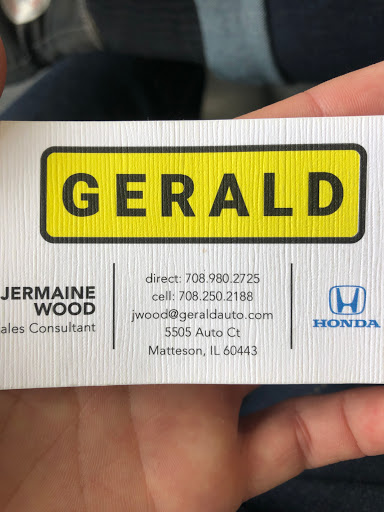 GERALD
JERMAINE
WOOD
ales Consultant
direct: 708.980.2725
cell: 708.250.2188
jwood@geraldauto.com
5505 Auto Ct
Matteson, IL 60443
HONDA